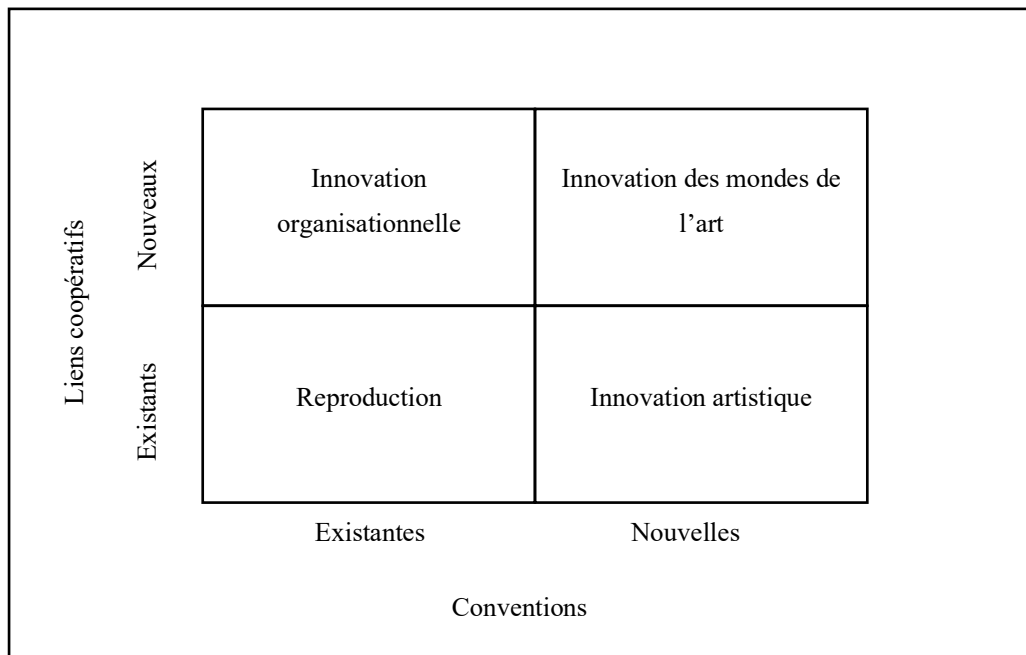 Liens coopératifs
Nouveaux
Innovation
organisationnelle
Innovation des mondes de
l’art
Existants
Reproduction
Innovation artistique
Existantes
Nouvelles
Conventions